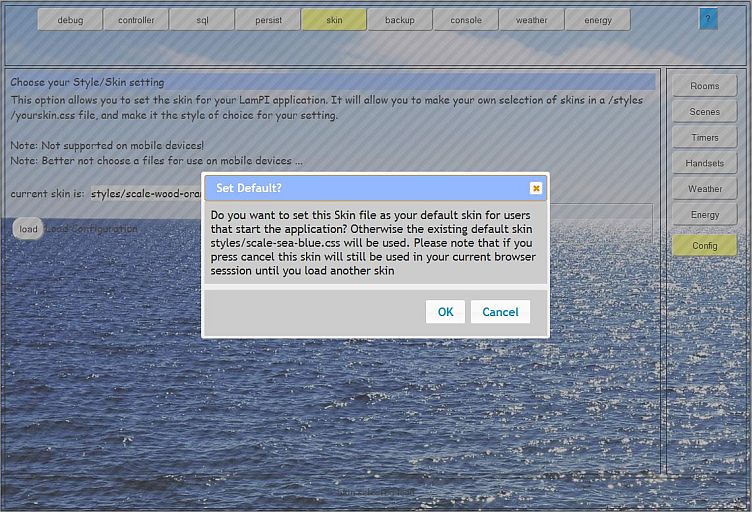 debug controller sql persist skin backup console weather energy ?
Choose your Style/Skin setting
This option allows you to set the skin for your LamPI application. It will allow you to make your own selection of skins in a /styles
/yourskin.css file, and make it the style of choice for your setting.
Note: Not supported on mobile devices!
Note: Better not choose a files for use on mobile devices ...
current skin is: styles/scale-wood-oran
load Load Configuration
Set Default?
Do you want to set this Skin file as your default skin for users
that start the application? Otherwise the existing default skin
styles/scale-sea-blue.css will be used. Please note that if you
press cancel this skin will still be used in your current browser
sesssion until you load another skin
OK Cancel
Rooms
Scenes
Timers
Handsets
Weather
Energy
Config